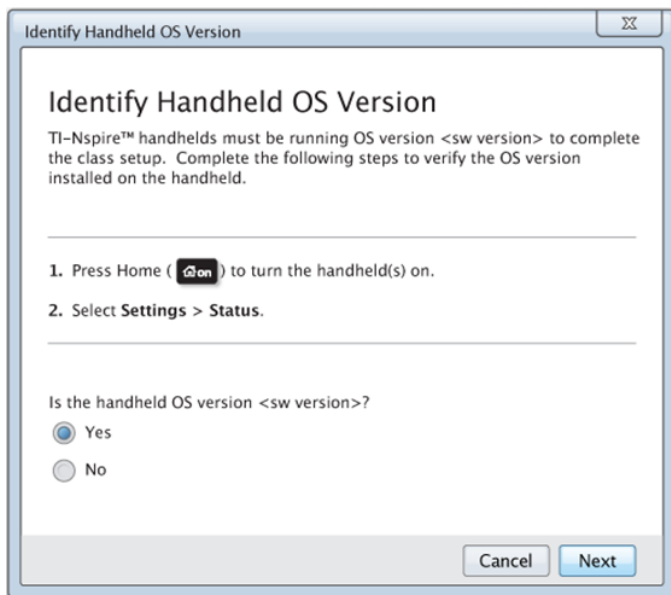 Identify Handheld OS Version
Identify Handheld OS Version
TI-Nspire™ handhelds must be running OS version <sw version> to complete
the class setup.  Complete the following steps to verify the OS version
installed on the handheld.
1. Press Home ( on ) to turn the handheld(s) on.
2. Select Settings > Status.
Is the handheld OS version <sw version>?
Yes
No
Cancel Next